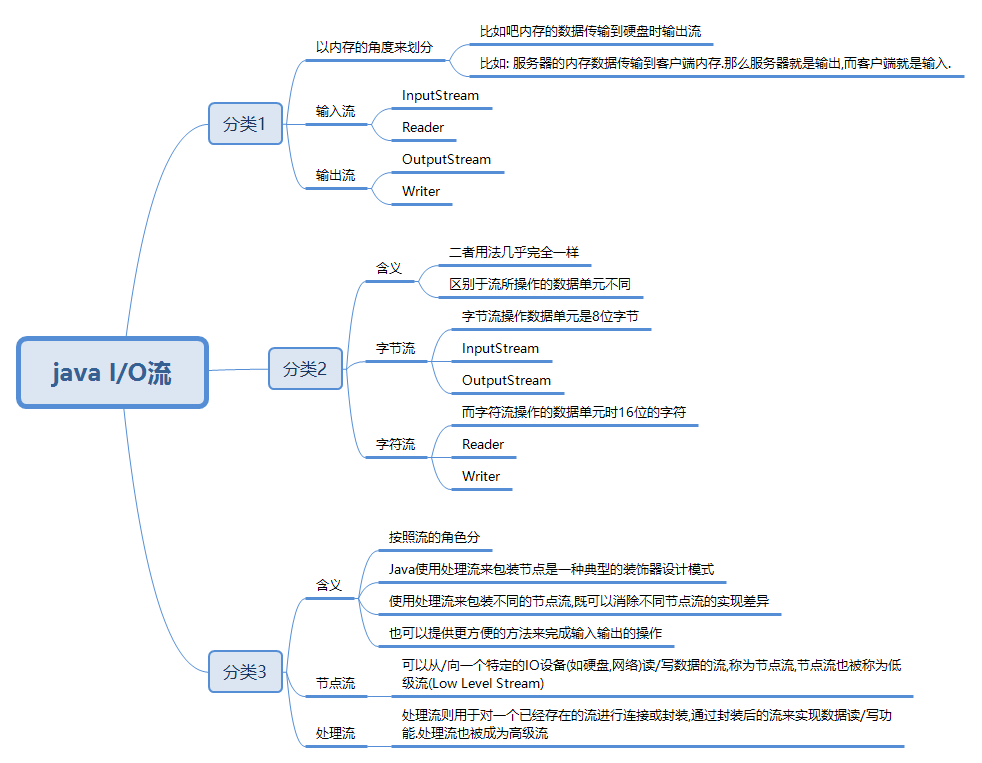 java I/O流
分类1
以内存的角度来划分
比如吧内存的数据传输到硬盘时输出流
比如: 服务器的内存数据传输到客户端内存.那么服务器就是输出,而客户端就是输入.
输入流
InputStream
Reader
输出流
OutputStream
Writer
分类2
含义
二者用法几乎完全一样
区别于流所操作的数据单元不同
字节流
字节流操作数据单元是8位字节
InputStream
OutputStream
字符流
而字符流操作的数据单元时16位的字符
Reader
Writer
分类3
含义
按照流的角色分
Java使用处理流来包装节点是一种典型的装饰器设计模式
使用处理流来包装不同的节点流,既可以消除不同节点流的实现差异
也可以提供更方便的方法来完成输入输出的操作
节点流
可以从/向一个特定的IO设备(如硬盘,网络)读/写数据的流,称为节点流,节点流也被称为低
级流(Low Level Stream)
处理流
处理流则用于对一个已经存在的流进行连接或封装,通过封装后的流来实现数据读/写功
能.处理流也被成为高级流